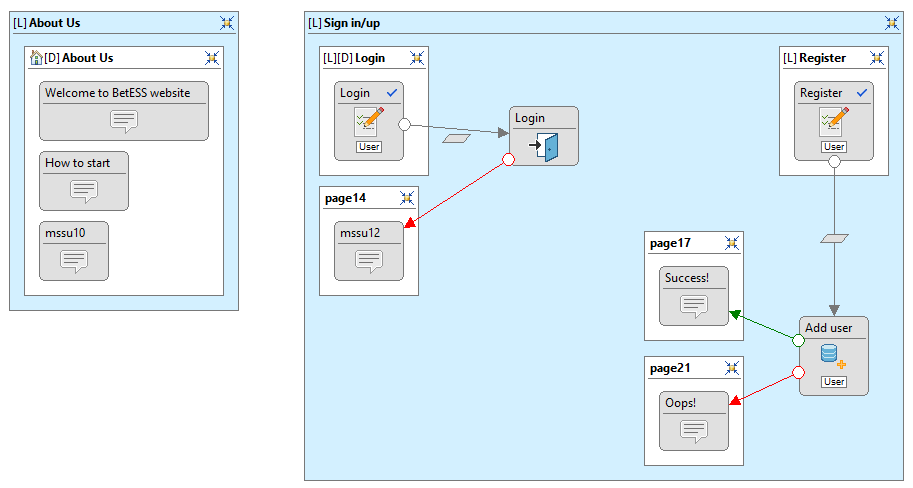 [L] About Us
[D] About Us
Welcome to BetESS website
How to start
mssu10
[L] Sign in/up
[L][D] Login
Login
User
Login
page14
mssu12
[L] Register
Register
User
page17
Success!
Add user
User
page21
Oops!